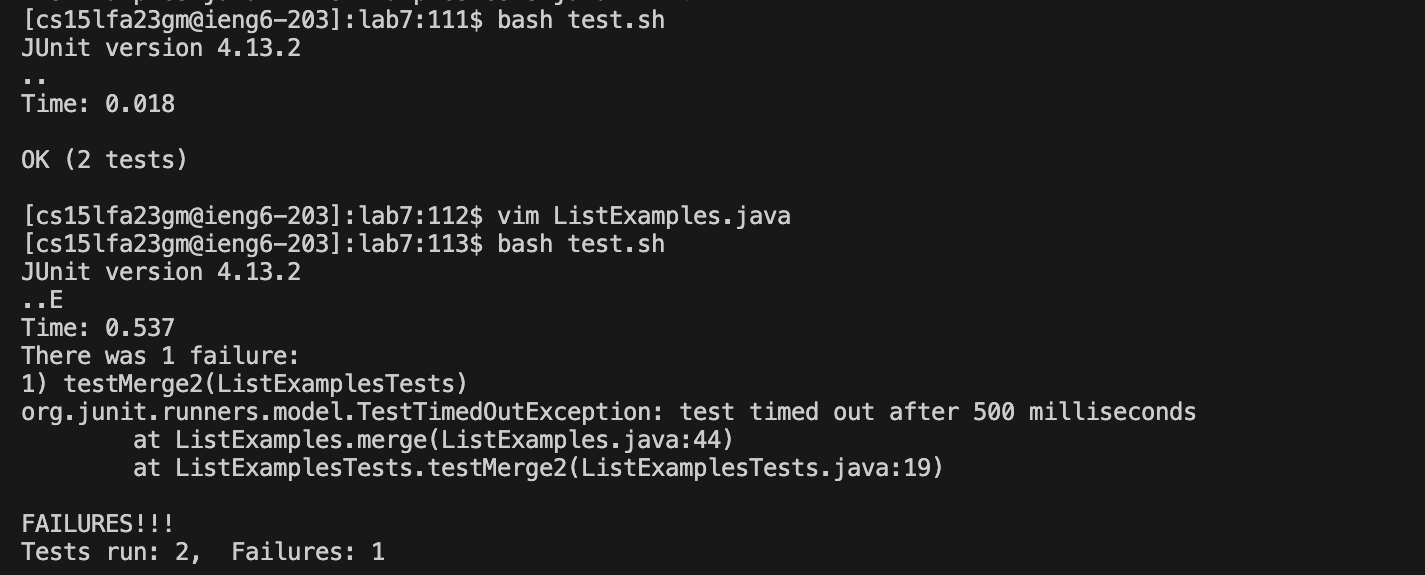 [cs15lfa23gm@ieng6-203]:lab7:111$ bash test.sh
JUnit version 4.13.2
..
Time: 0.018
OK (2 tests)
[cs15lfa23gm@ieng6-203]:lab7:112$ vim ListExamples.java
[cs15lfa23gm@ieng6-203]:lab7:113$ bash test.sh
JUnit version 4.13.2
..E
Time: 0.537
There was 1 failure:
1) testMerge2(ListExamplesTests)
org.junit.runners.model.TestTimedOutException: test timed out after 500 milliseconds
        at ListExamples.merge(ListExamples.java:44)
        at ListExamplesTests.testMerge2(ListExamplesTests.java:19)
FAILURES!!!
Tests run: 2,  Failures: 1